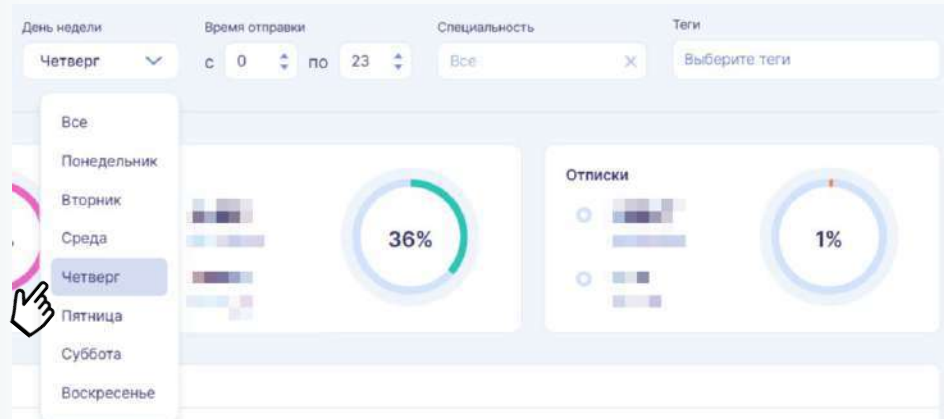 День недели
Время отправки
Специальность
Теги
Четверг
с 0 по 23
Все
Выберите теги
Все
Понедельник
Вторник
Среда
Четверг
Пятница
Суббота
Воскресенье
36%
Отписки
1%